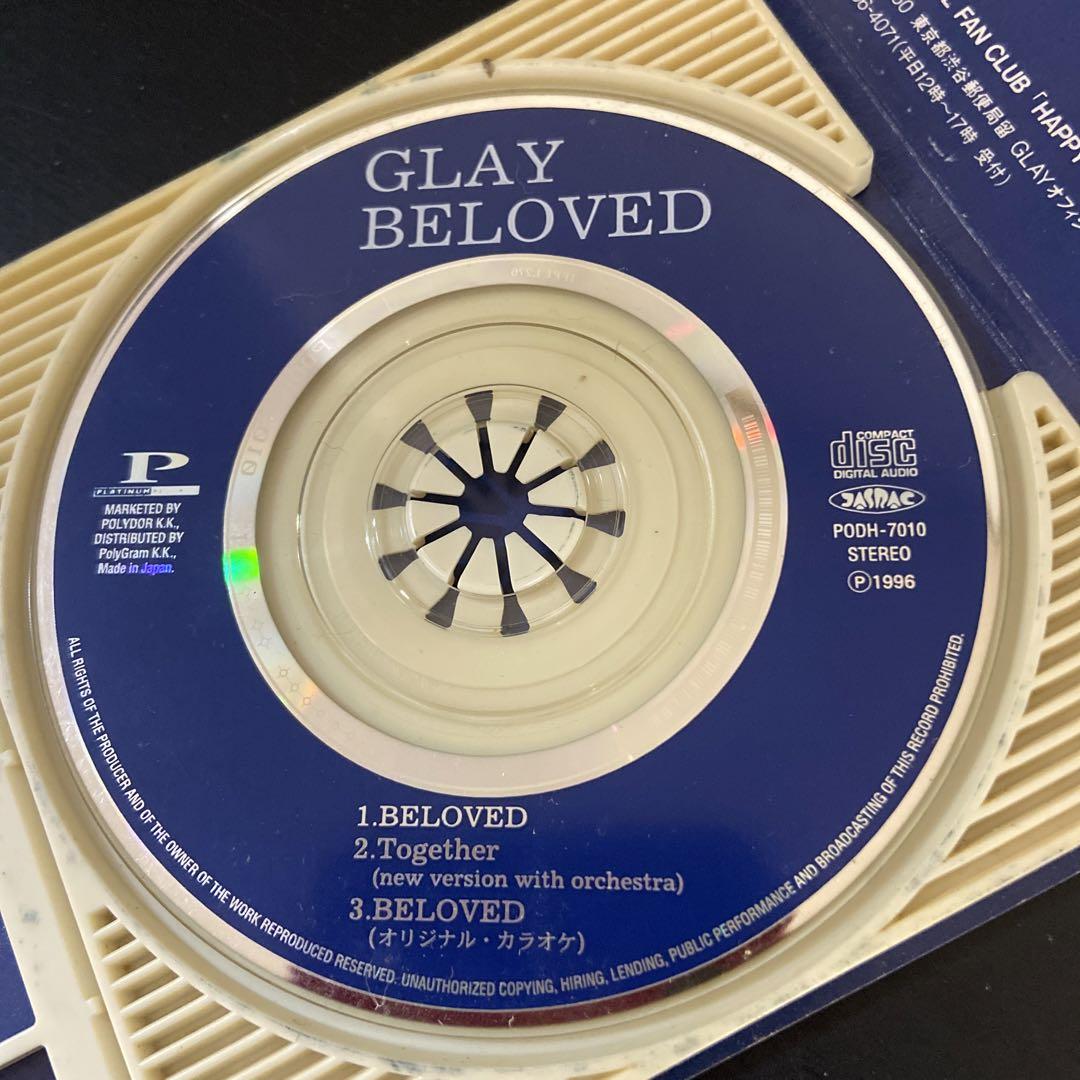 GLAY
BELOVED
P
PLATINUM
MARKETED BY
POLYDOR K.K.,
DISTRIBUTED BY
PolyGram K.K.,
Made in Japan.
COMPACT
disc
DIGITAL AUDIO
JASRAC
PODH-7010
STEREO
Ⓟ1996
1.BELOVED
2.Together
(new version with orchestra)
3.BELOVED
(オリジナル・カラオケ)
ALL RIGHTS OF THE PRODUCER AND OF THE OWNER OF THE WORK REPRODUCED RESERVED. UNAUTHORIZED COPYING, HIRING, LENDING, PUBLIC PERFORMANCE AND BROADCASTING OF THIS RECORD PROHIBITED.
FAN CLUB「HAPPY
東京都渋谷郵便局留 GLAYオフィ
6-4071(平日12時〜17時 受付)